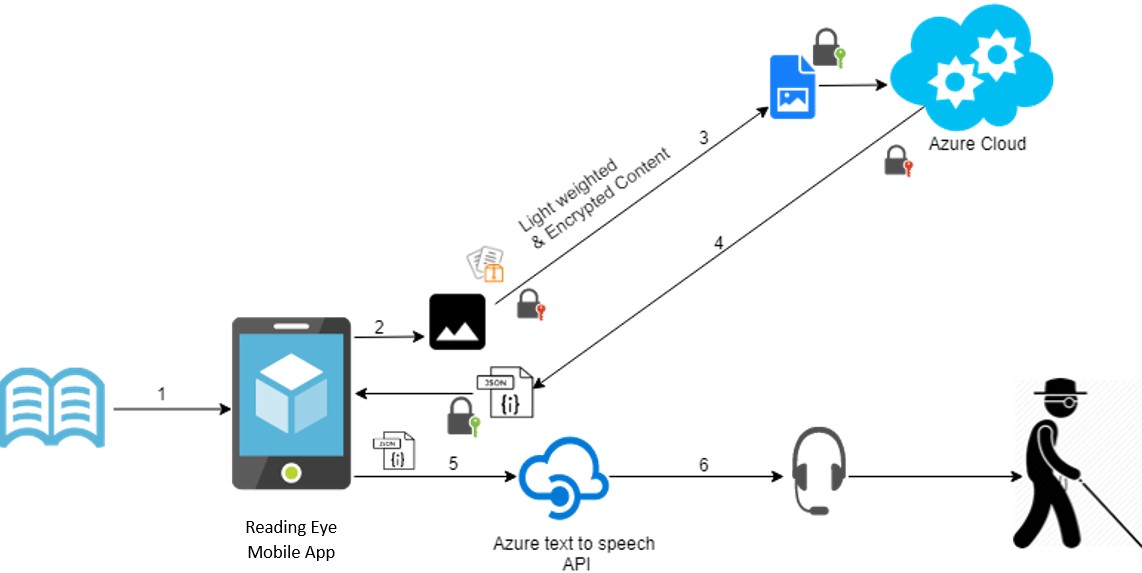 Azure Cloud
3
Light weighted
& Encrypted Content
4
2
JSON
{i}
1
JSON
{i}
5
6
Reading Eye
Mobile App
Azure text to speech
API